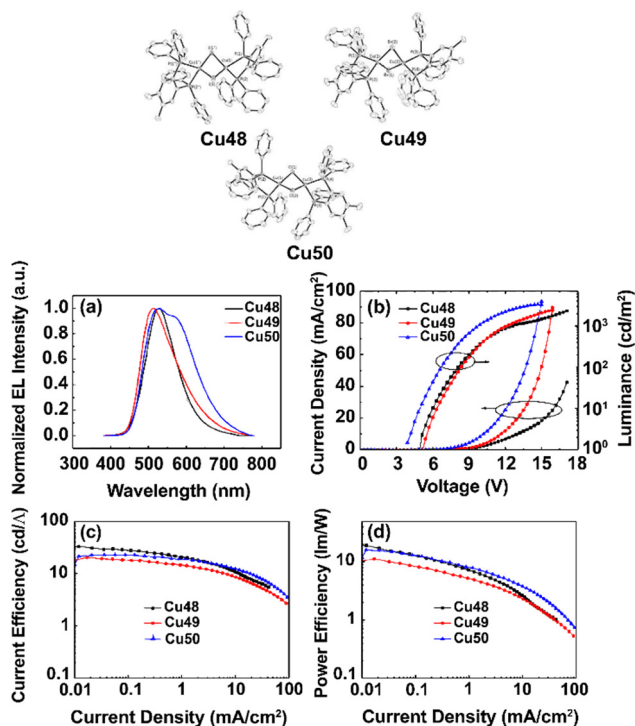 Cu48
Cu49
Cu50
(a)
Normalized EL Intensity (a.u.)
1.0
0.8
0.6
0.4
0.2
0.0
Cu48
Cu49
Cu50
300 400 500 600 700 800
Wavelength (nm)
(b)
Current Density (mA/cm²)
100
80
60
40
20
0
Cu48
Cu49
Cu50
10³
10²
10¹
10⁰
Luminance (cd/m²)
0 3 6 9 12 15 18
Voltage (V)
(c)
Current Efficiency (cd/A)
100
10
1
0.1
Cu48
Cu49
Cu50
0.01 0.1 1 10 100
Current Density (mA/cm²)
(d)
Power Efficiency (lm/W)
10
1
0.1
Cu48
Cu49
Cu50
0.01 0.1 1 10 100
Current Density (mA/cm²)